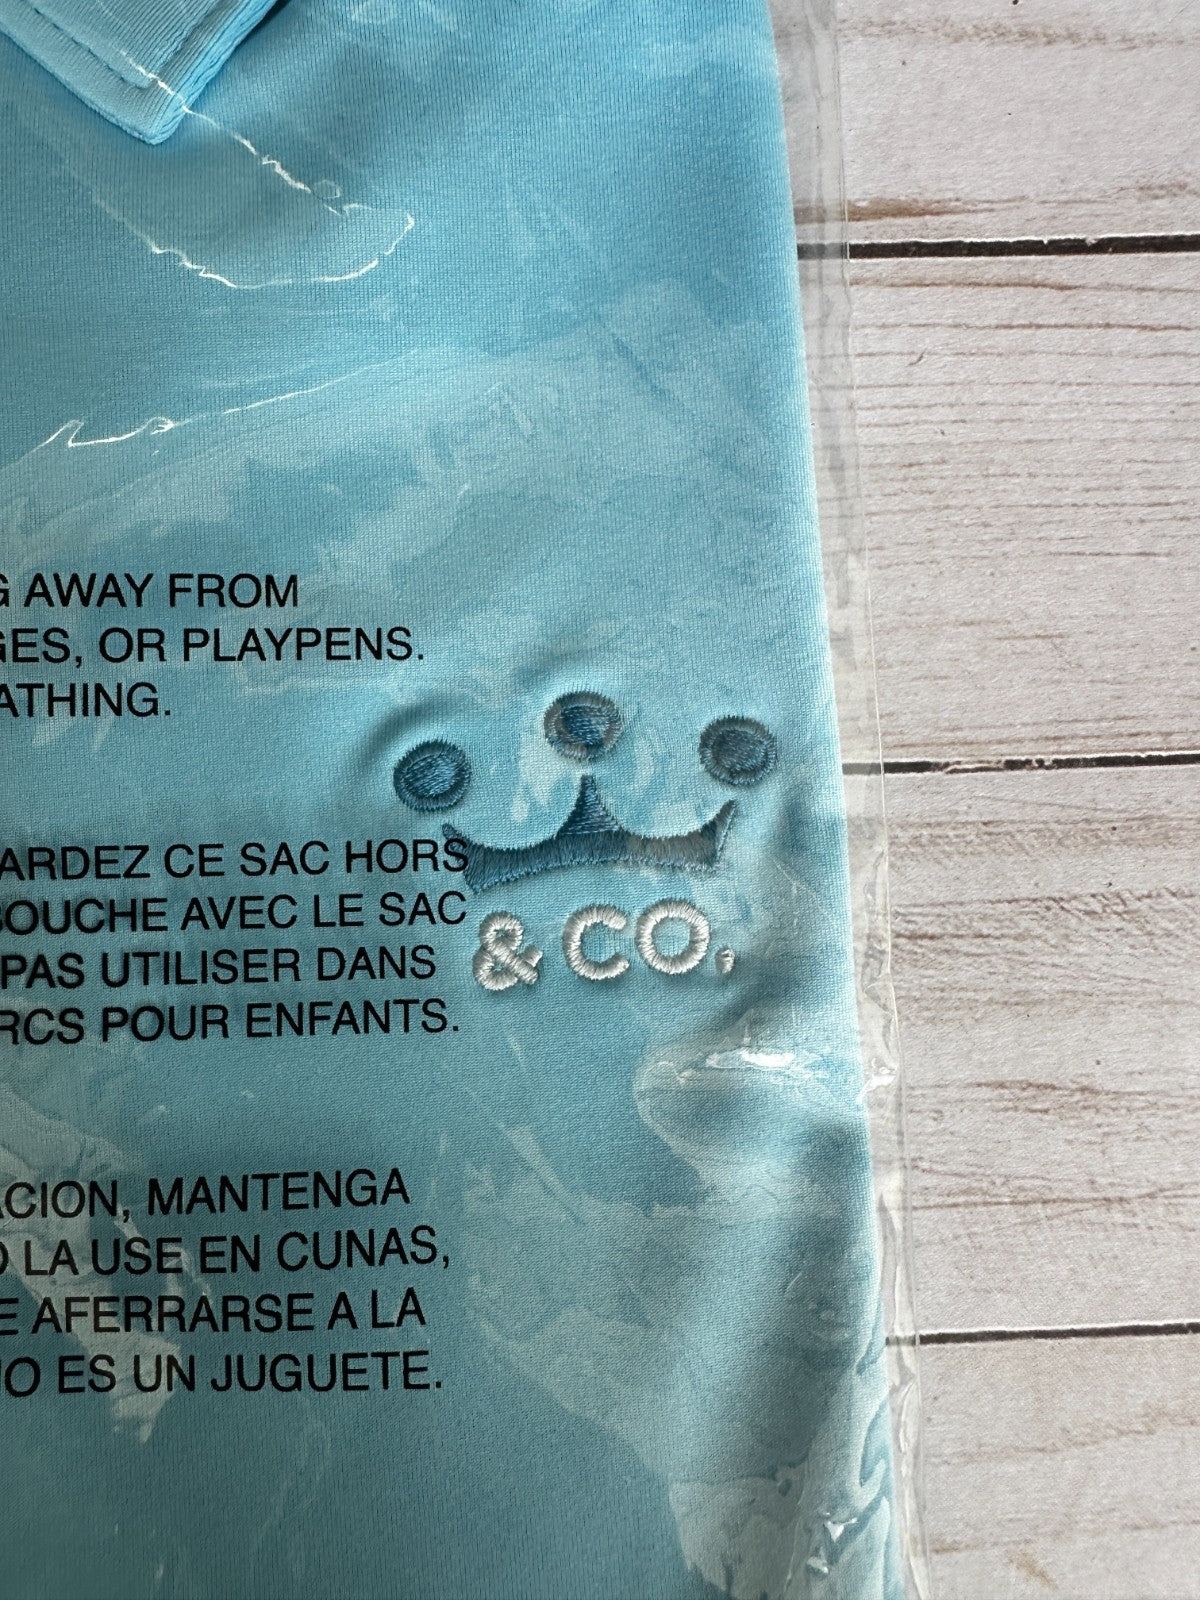 G AWAY FROM
GES, OR PLAYPENS.
ATHING.
ARDEZ CE SAC HORS
BOUCHE AVEC LE SAC
PAS UTILISER DANS
RCS POUR ENFANTS.
& CO.
ACION, MANTENGA
O LA USE EN CUNAS,
E AFERRARSE A LA
NO ES UN JUGUETE.